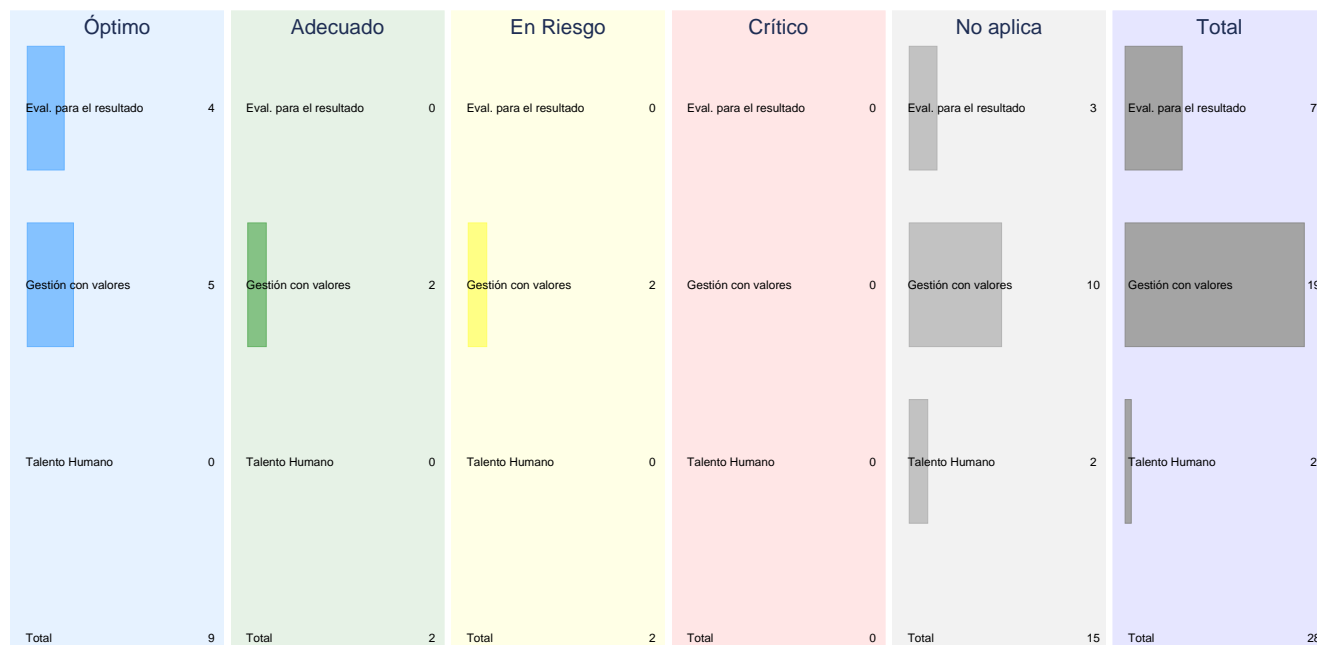 Óptimo Adecuado En Riesgo Crítico No aplica Total
Eval. para el resultado 4 Eval. para el resultado 0 Eval. para el resultado 0 Eval. para el resultado 0 Eval. para el resultado 3 Eval. para el resultado 7
Gestión con valores 5 Gestión con valores 2 Gestión con valores 2 Gestión con valores 0 Gestión con valores 10 Gestión con valores 19
Talento Humano 0 Talento Humano 0 Talento Humano 0 Talento Humano 0 Talento Humano 2 Talento Humano 2
Total 9 Total 2 Total 2 Total 0 Total 15 Total 28